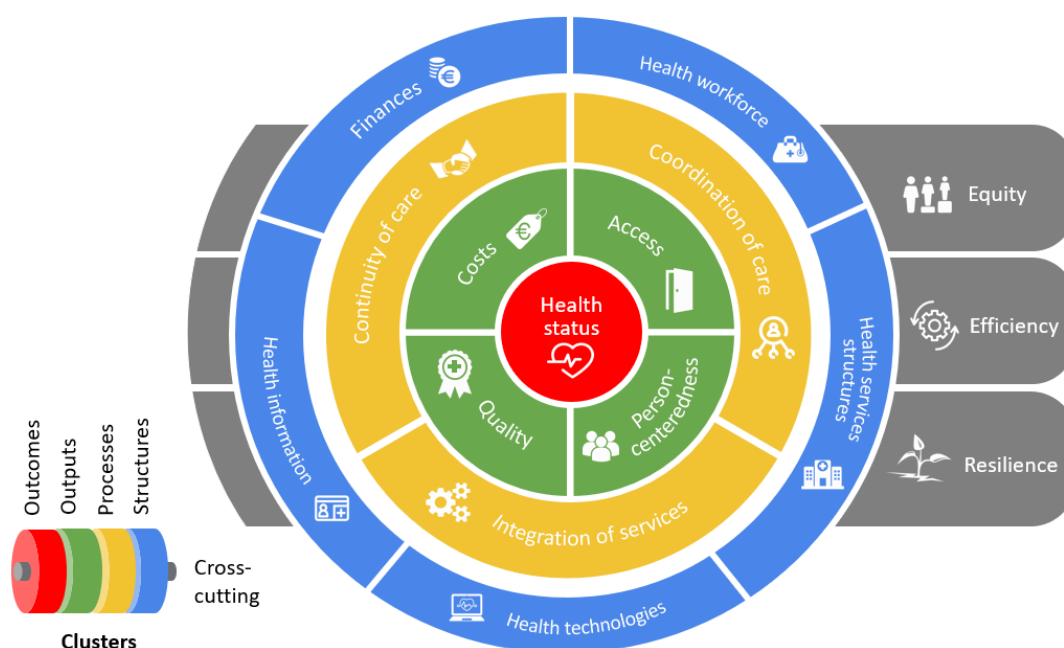 Finances
Health workforce
Continuity of care
Coordination of care
Costs
Access
Equity
Health
status
Efficiency
Health information
Health services
structures
Quality
Person-
centeredness
Resilience
Integration of services
Health technologies
Outcomes
Outputs
Processes
Structures
Cross-
cutting
Clusters